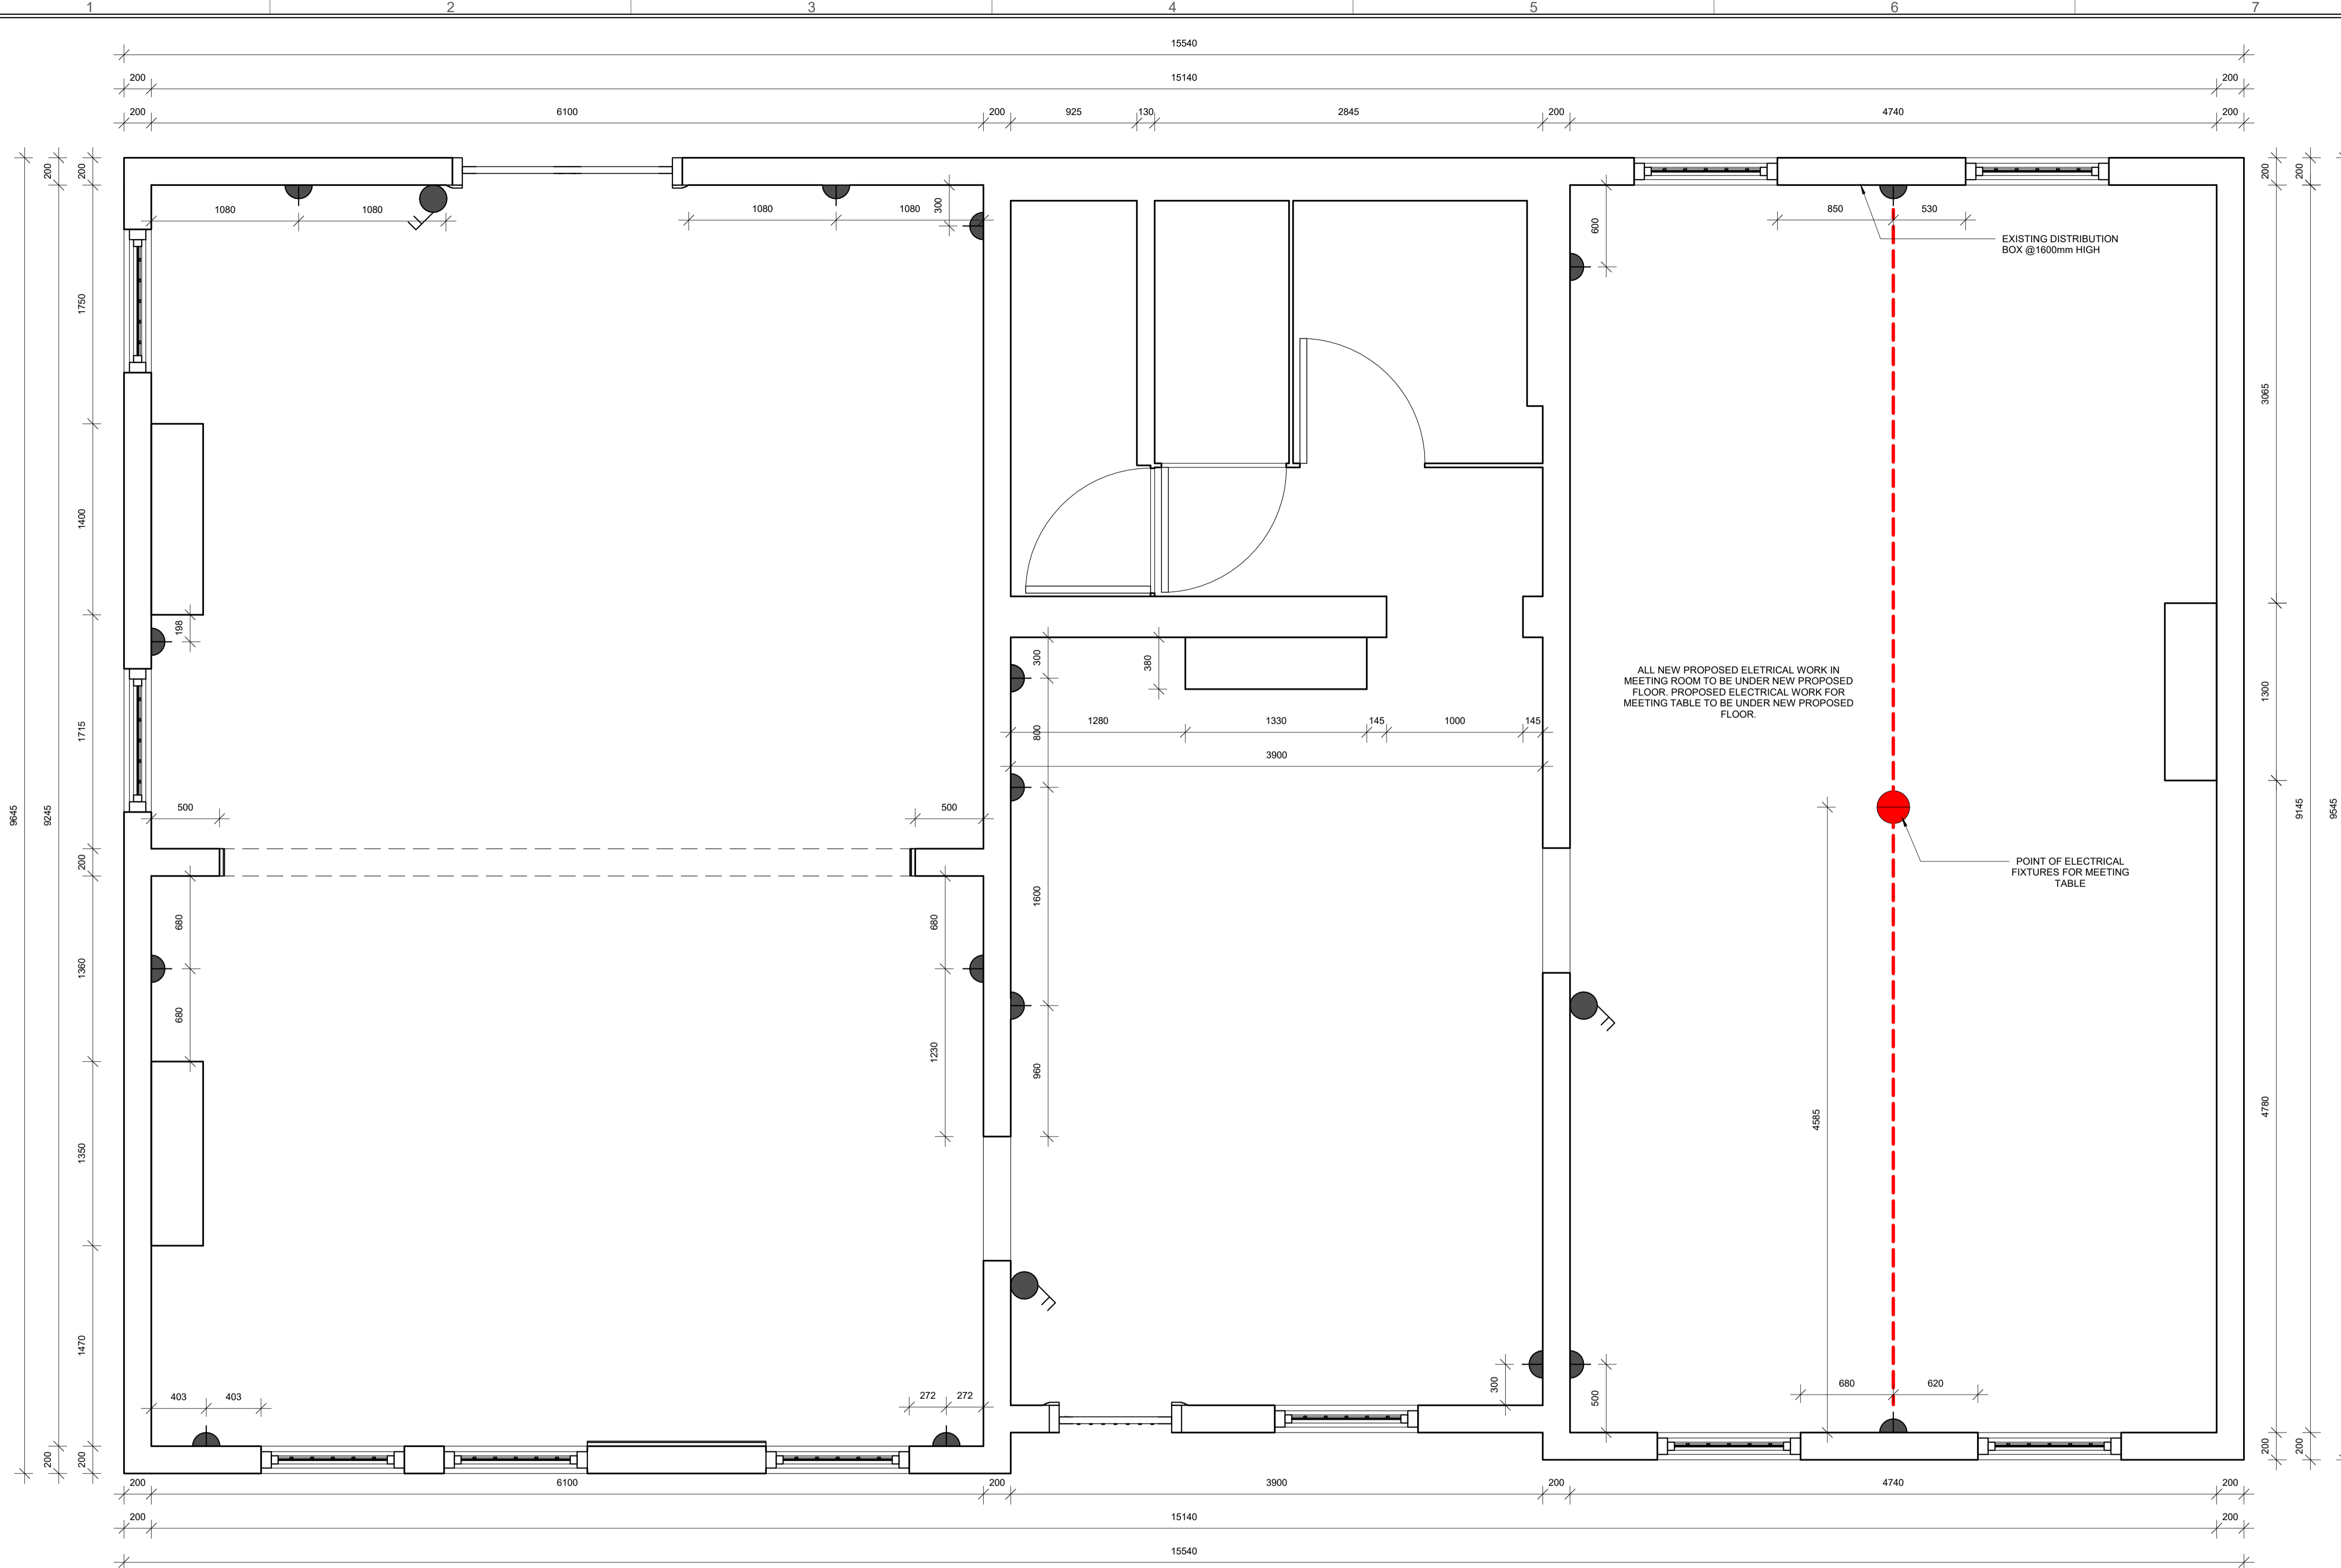 1 2 3 4 5 6 7
15540
200 15140 200
200 6100 200 925 130 2845 200 4740 200
9645
200
9245
200
200
1750
1400
1715
200
1360
1350
1470
200
1080 1080
1080 1080
300
198
500 500
680
680
680
1230
403 403
272 272
300
800
1600
960
380
1280 1330 145 1000 145
3900
300
600
850 530
EXISTING DISTRIBUTION
BOX @1600mm HIGH
ALL NEW PROPOSED ELETRICAL WORK IN
MEETING ROOM TO BE UNDER NEW PROPOSED
FLOOR. PROPOSED ELECTRICAL WORK FOR
MEETING TABLE TO BE UNDER NEW PROPOSED
FLOOR.
POINT OF ELECTRICAL
FIXTURES FOR MEETING
TABLE
4585
500
680 620
200
3065
1300
4780
200
200
9145
200
9545
200 6100 200 3900 200 4740 200
200 15140 200
15540